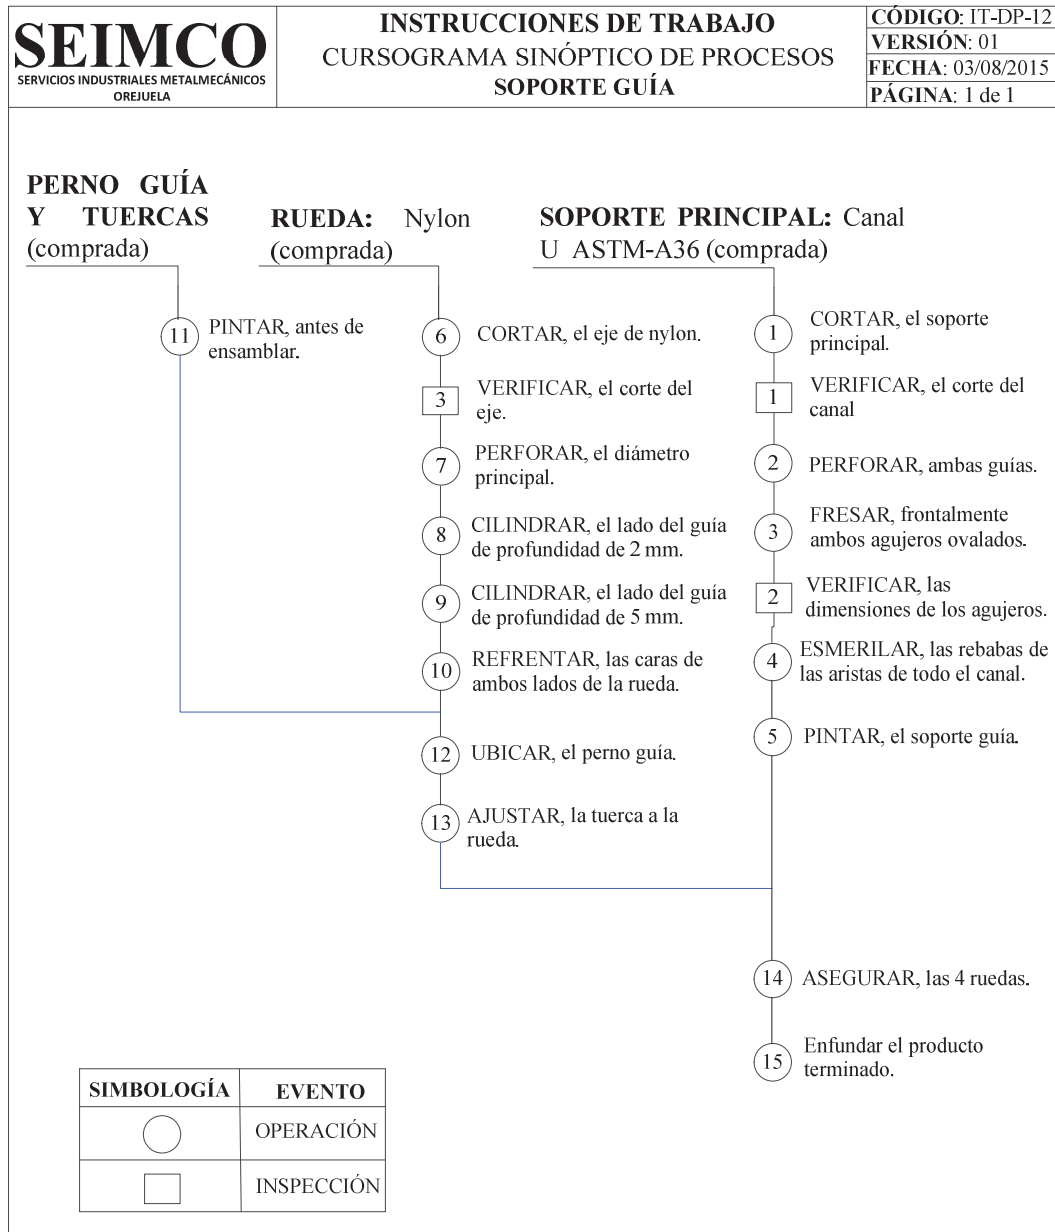 SEIMCO
SERVICIOS INDUSTRIALES METALMECÁNICOS
OREJUELA
INSTRUCCIONES DE TRABAJO
CURSOGRAMA SINÓPTICO DE PROCESOS
SOPORTE GUÍA
CÓDIGO: IT-DP-12
VERSIÓN: 01
FECHA: 03/08/2015
PÁGINA: 1 de 1
PERNO GUÍA
Y TUERCAS
(comprada)
11
PINTAR, antes de
ensamblar.
RUEDA: Nylon
(comprada)
6
CORTAR, el eje de nylon.
3
VERIFICAR, el corte del
eje.
7
PERFORAR, el diámetro
principal.
8
CILINDRAR, el lado del guía
de profundidad de 2 mm.
9
CILINDRAR, el lado del guía
de profundidad de 5 mm.
10
REFRENTAR, las caras de
ambos lados de la rueda.
12
UBICAR, el perno guía.
13
AJUSTAR, la tuerca a la
rueda.
SOPORTE PRINCIPAL: Canal
U ASTM-A36 (comprada)
1
CORTAR, el soporte
principal.
1
VERIFICAR, el corte del
canal
2
PERFORAR, ambas guías.
3
FRESAR, frontalmente
ambos agujeros ovalados.
2
VERIFICAR, las
dimensiones de los agujeros.
4
ESMERILAR, las rebabas de
las aristas de todo el canal.
5
PINTAR, el soporte guía.
14
ASEGURAR, las 4 ruedas.
15
Enfundar el producto
terminado.
SIMBOLOGÍA EVENTO
OPERACIÓN
INSPECCIÓN